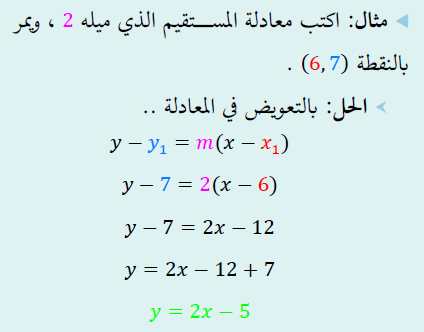 مثال: اكتب معادلة المستقيم الذي ميله 2 ، ويمر
بالنقطة (6,7) .
الحل: بالتعويض في المعادلة ..
y − y₁ = m(x − x₁)
y − 7 = 2(x − 6)
y − 7 = 2x − 12
y = 2x − 12 + 7
y = 2x − 5